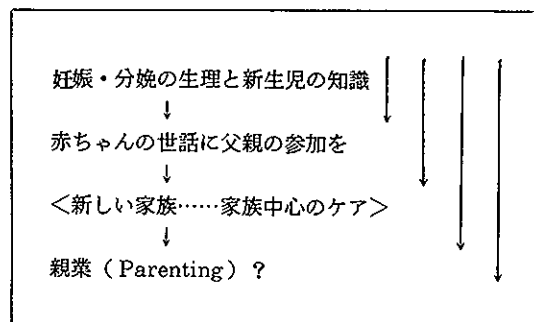 妊娠・分娩の生理と新生児の知識
↓
赤ちゃんの世話に父親の参加を
↓
<新しい家族……家族中心のケア>
↓
親業(Parenting)?